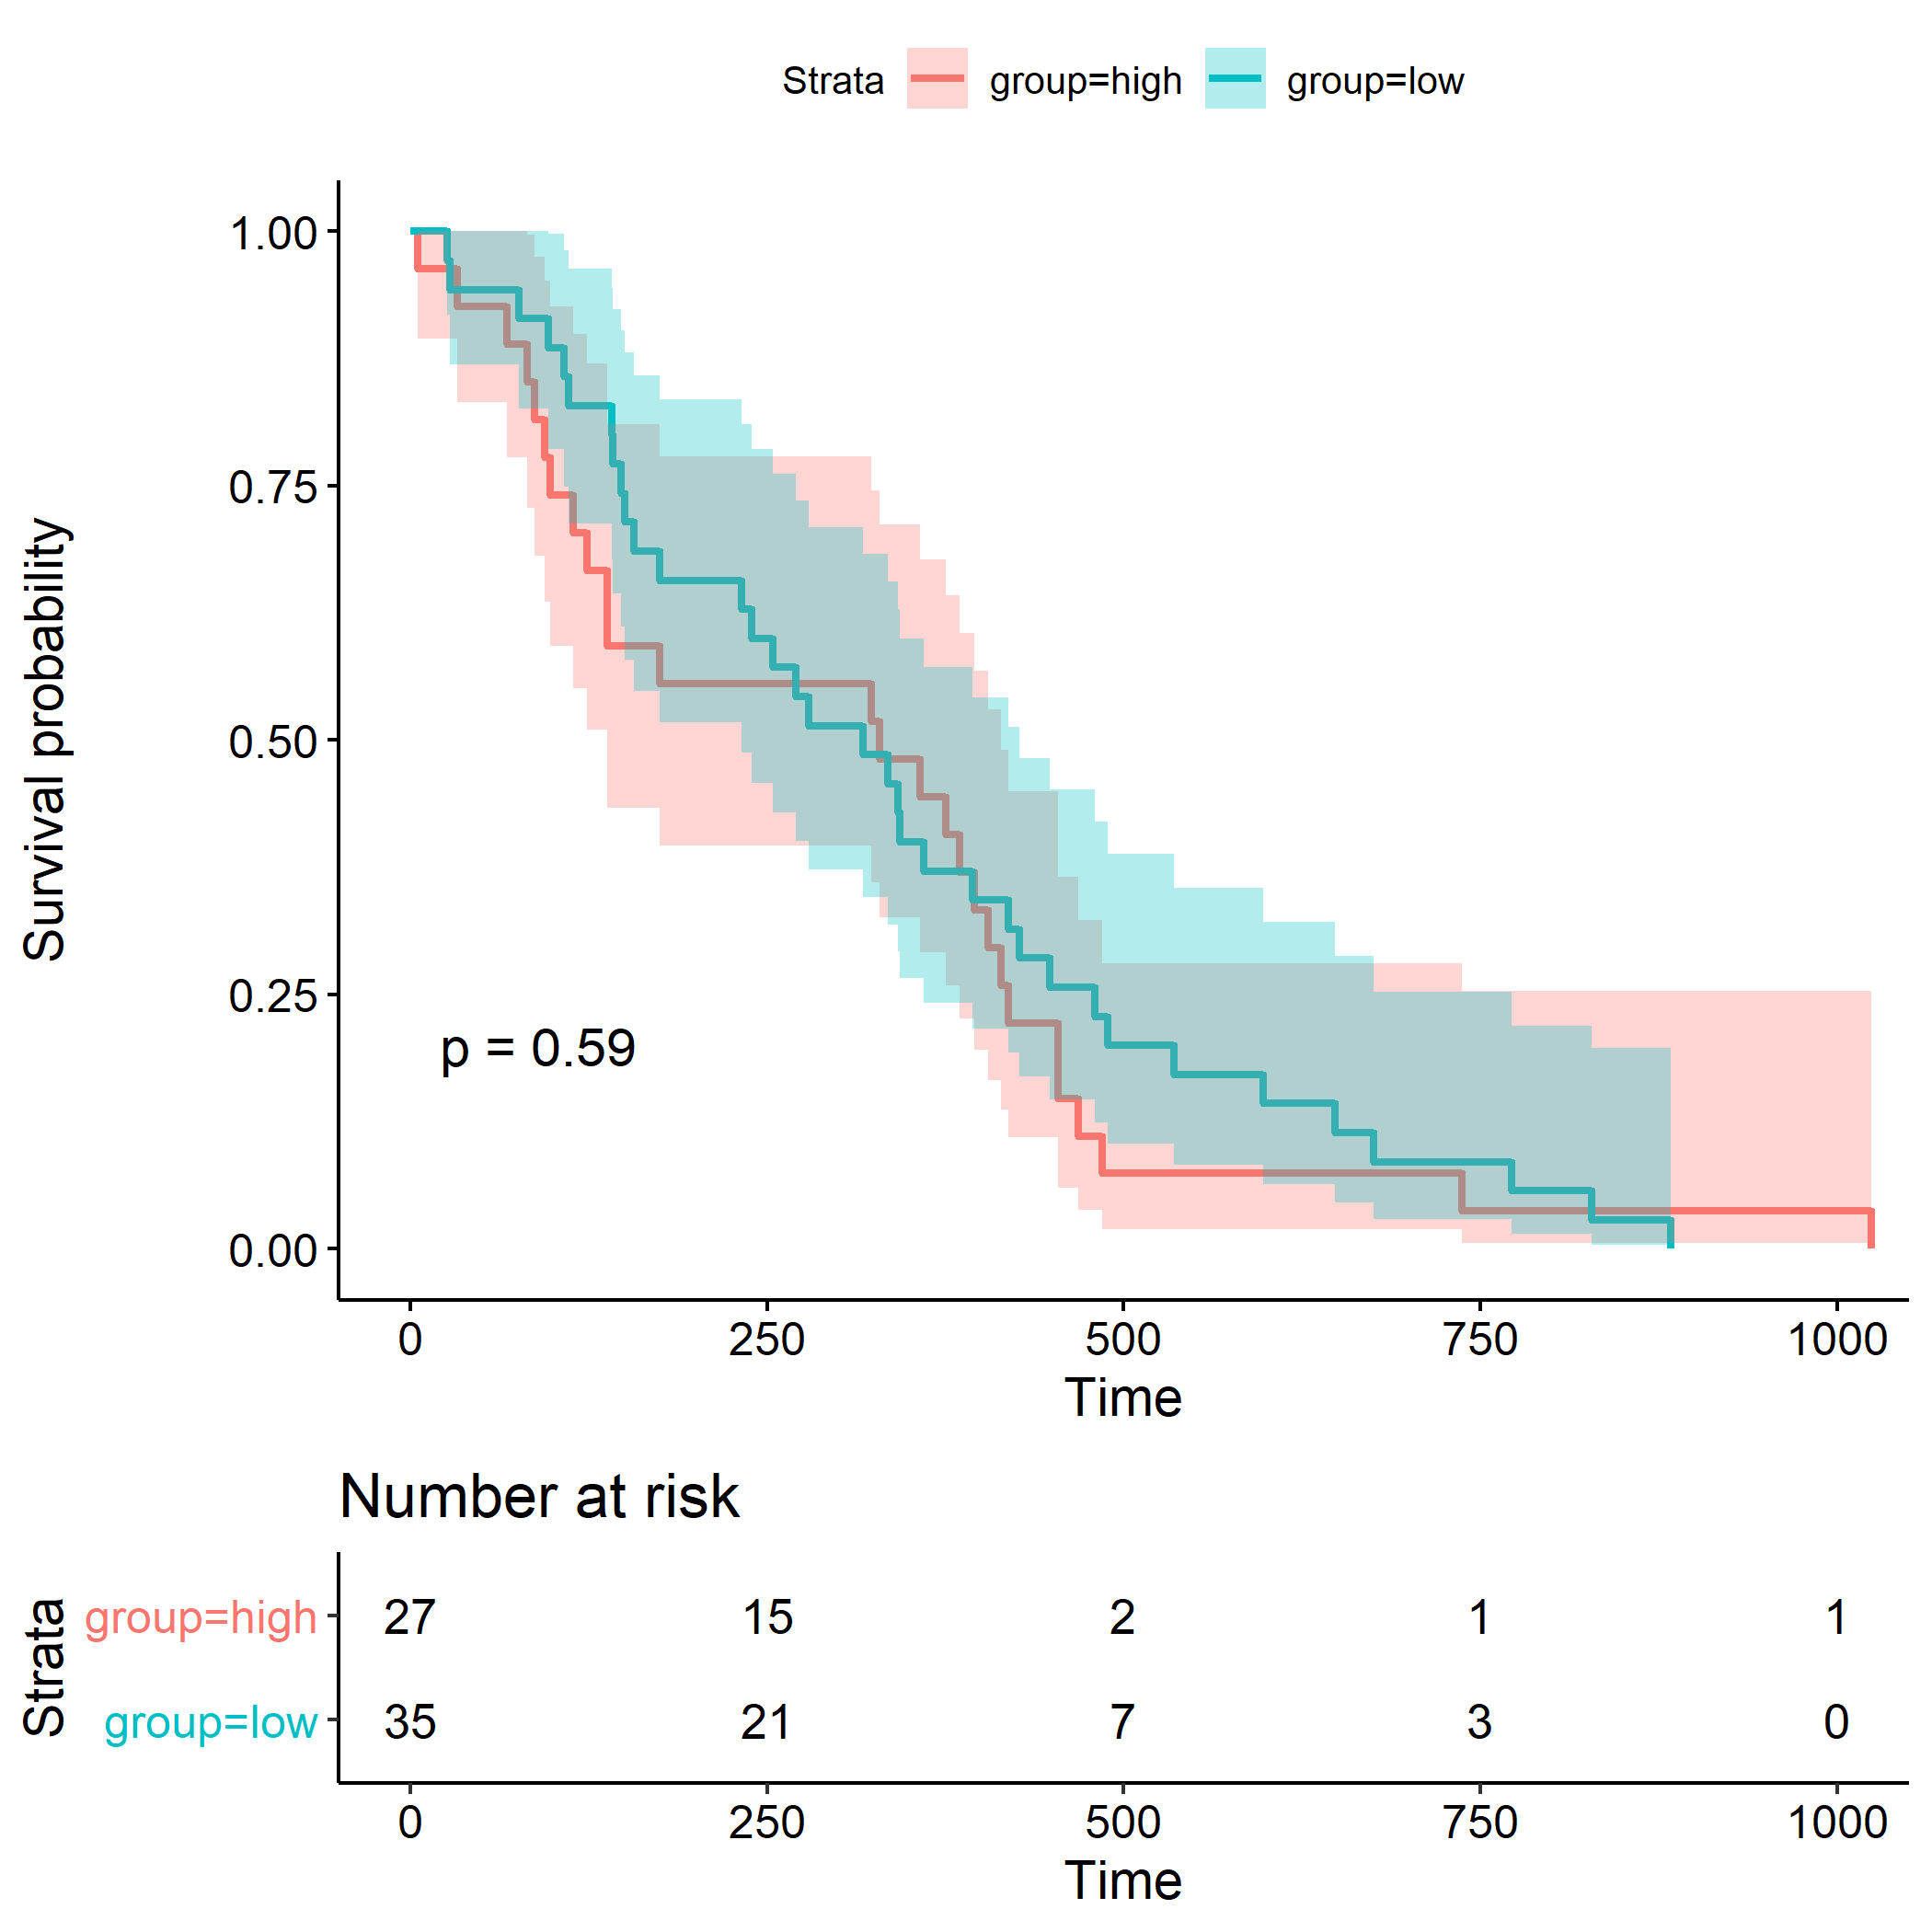 Strata group=high group=low
1.00
0.75
0.50
0.25
0.00
Survival probability
p = 0.59
0 250 500 750 1000
Time
Number at risk
Strata
group=high 27 15 2 1 1
group=low 35 21 7 3 0
0 250 500 750 1000
Time